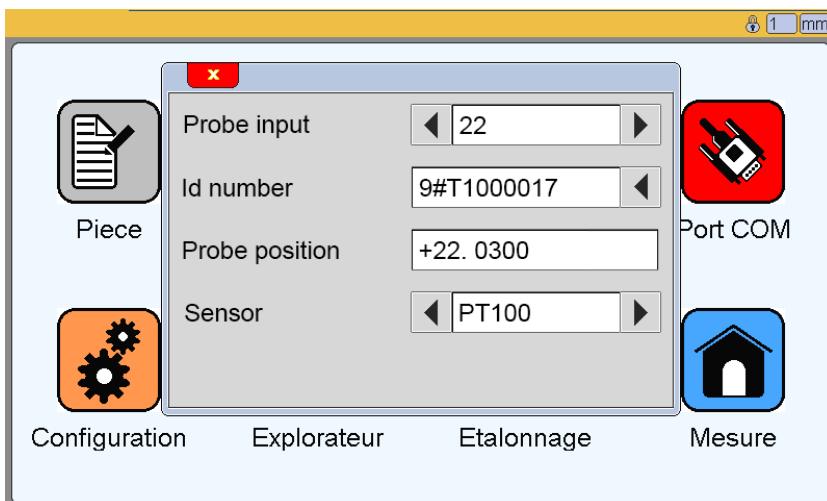 1 mm
x
Probe input 22
Id number 9#T1000017
Probe position +22. 0300
Sensor PT100
Piece Port COM
Configuration Explorateur Etalonnage Mesure